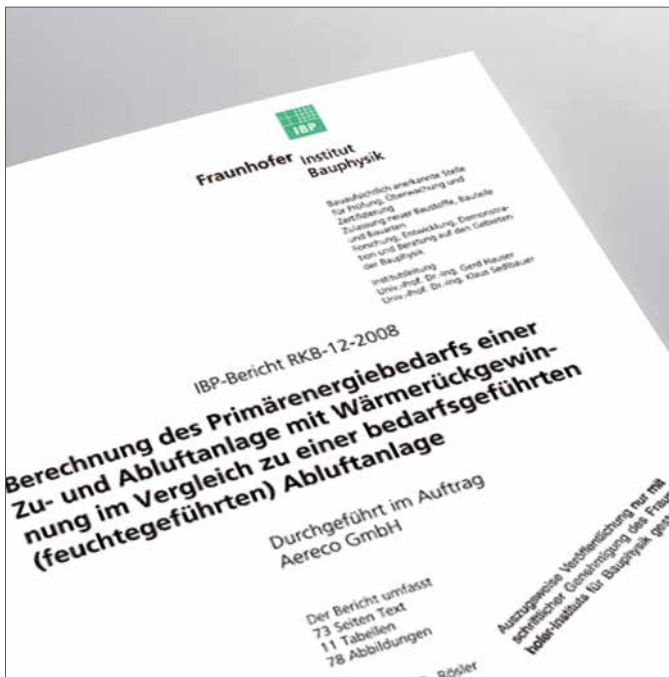 IBP
Fraunhofer Institut
Bauphysik
Bauaufsichtlich anerkannte Stelle
für Prüfung, Überwachung und
Zertifizierung
Zulassung neuer Baustoffe, Bauteile
und Bauarten
Forschung, Entwicklung, Demonstra-
tion und Beratung auf den Gebieten
der Bauphysik
Institutsleitung
Univ.-Prof. Dr.-Ing. Gerd Hauser
Univ.-Prof. Dr.-Ing. Klaus Sedlbauer
IBP-Bericht RKB-12-2008
Berechnung des Primärenergiebedarfs einer
Zu- und Abluftanlage mit Wärmerückgewin-
nung im Vergleich zu einer bedarfsgeführten
(feuchtegeführten) Abluftanlage
Durchgeführt im Auftrag
Aereco GmbH
Der Bericht umfasst
73 Seiten Text
11 Tabellen
78 Abbildungen
Rösler
Auszugsweise Veröffentlichung nur mit
schriftlicher Genehmigung des Frau
hofer-Instituts für Bauphysik gest